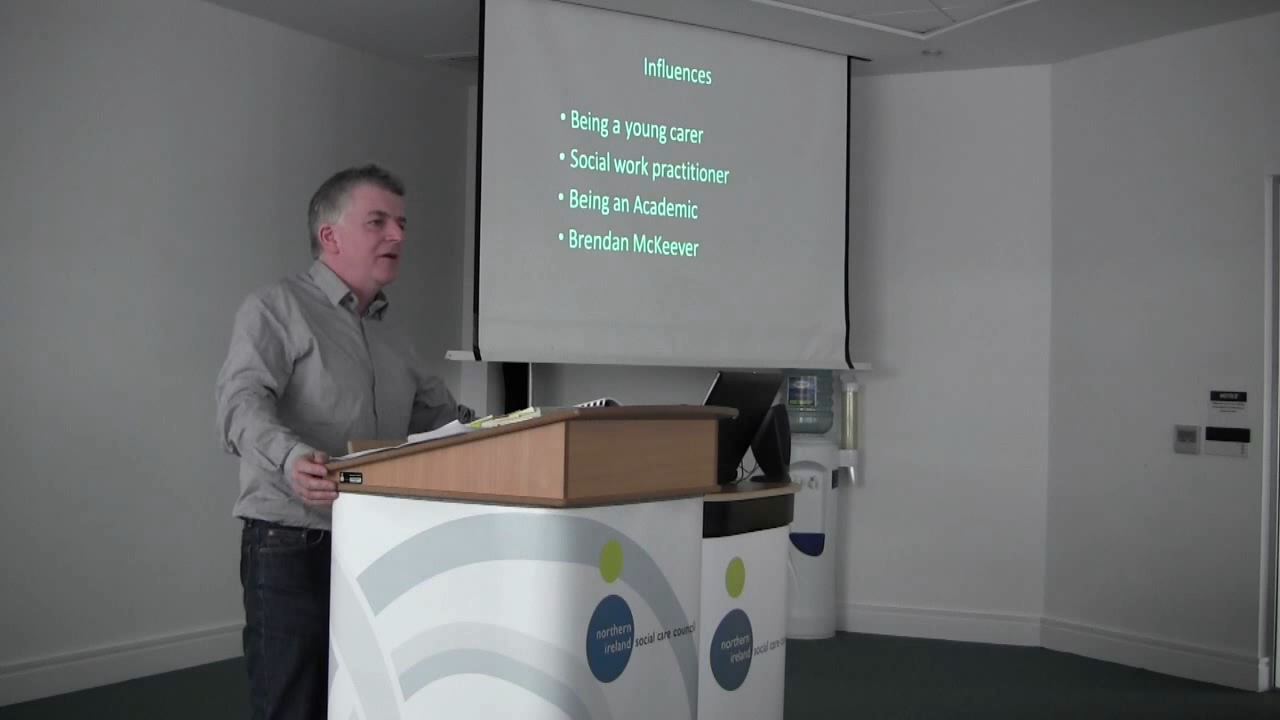 Influences
• Being a young carer
• Social work practitioner
• Being an Academic
• Brendan McKeever
NOTICE
northern
ireland social care council
northern
ireland social care